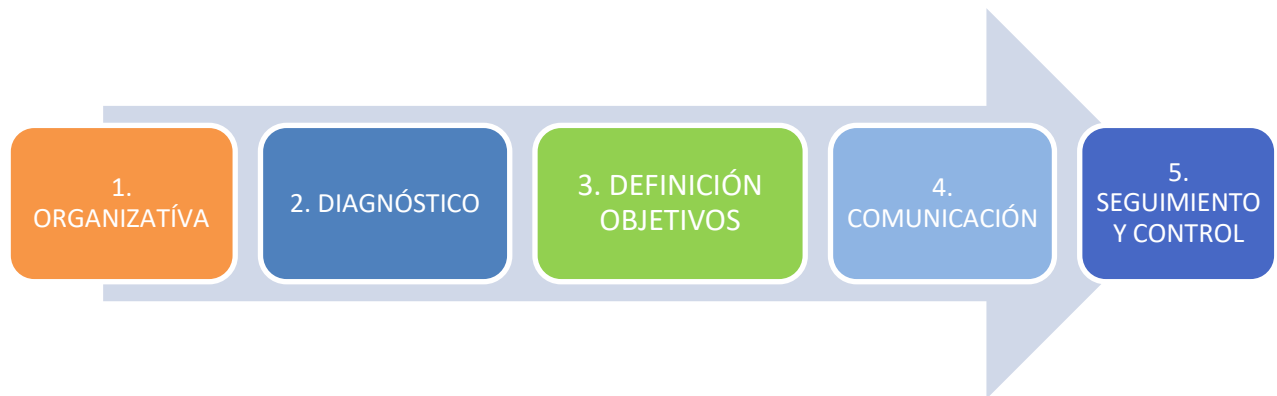 1.
ORGANIZATÍVA
2. DIAGNÓSTICO
3. DEFINICIÓN
OBJETIVOS
4.
COMUNICACIÓN
5.
SEGUIMIENTO
Y CONTROL